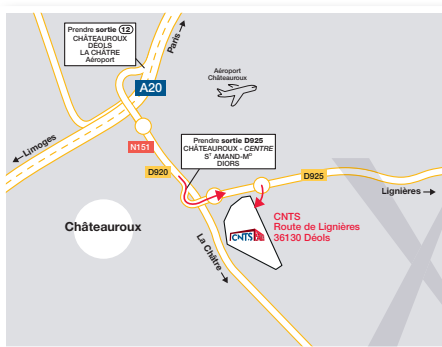 Prendre sortie 12
CHÂTEAUROUX
DÉOLS
LA CHÂTRE
Aéroport
Paris
Aéroport
Châteauroux
A20
Limoges
N151
Prendre sortie D925
CHÂTEAUROUX - CENTRE
Sᵀ AMAND-Mᴰ
DIORS
D920
D925
Lignières
CNTS
Route de Lignières
36130 Déols
CNTS
Châteauroux
La Châtre